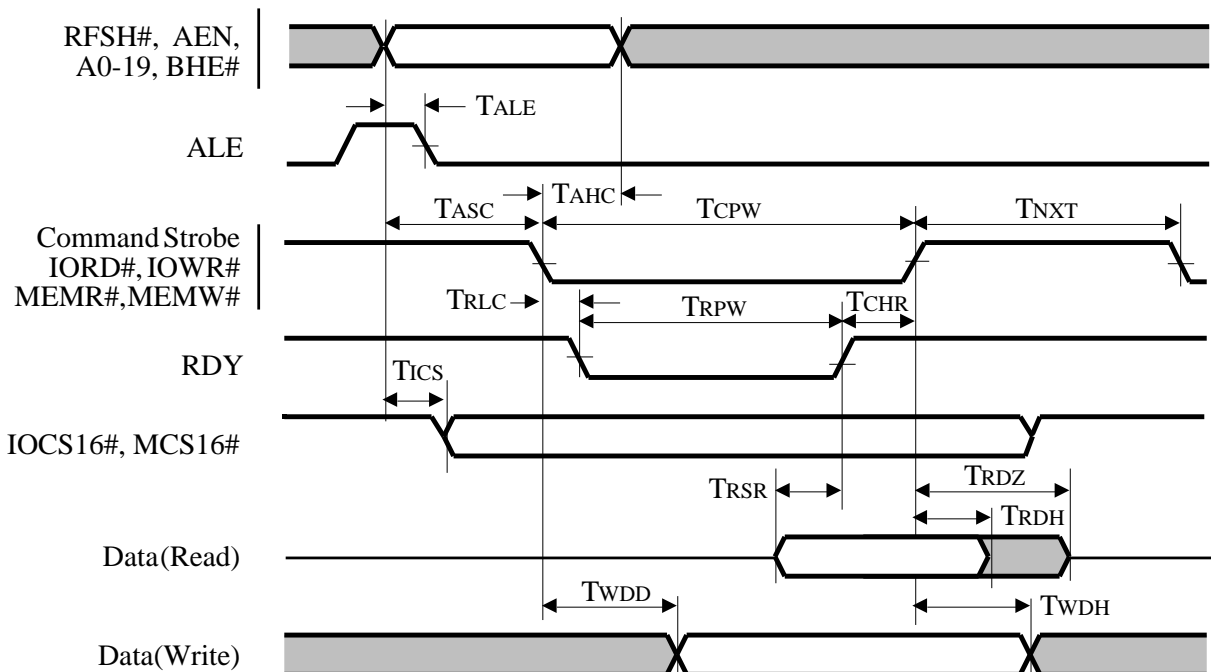 RFSH#, AEN,
A0-19, BHE#
TALE
ALE
TAHC
TASC
TCPW
TNXT
Command Strobe
IORD#, IOWR#
MEMR#,MEMW#
TRLC
TRPW
TCHR
RDY
TICS
IOCS16#, MCS16#
TRSR
TRDZ
TRDH
Data(Read)
TWDD
TWDH
Data(Write)